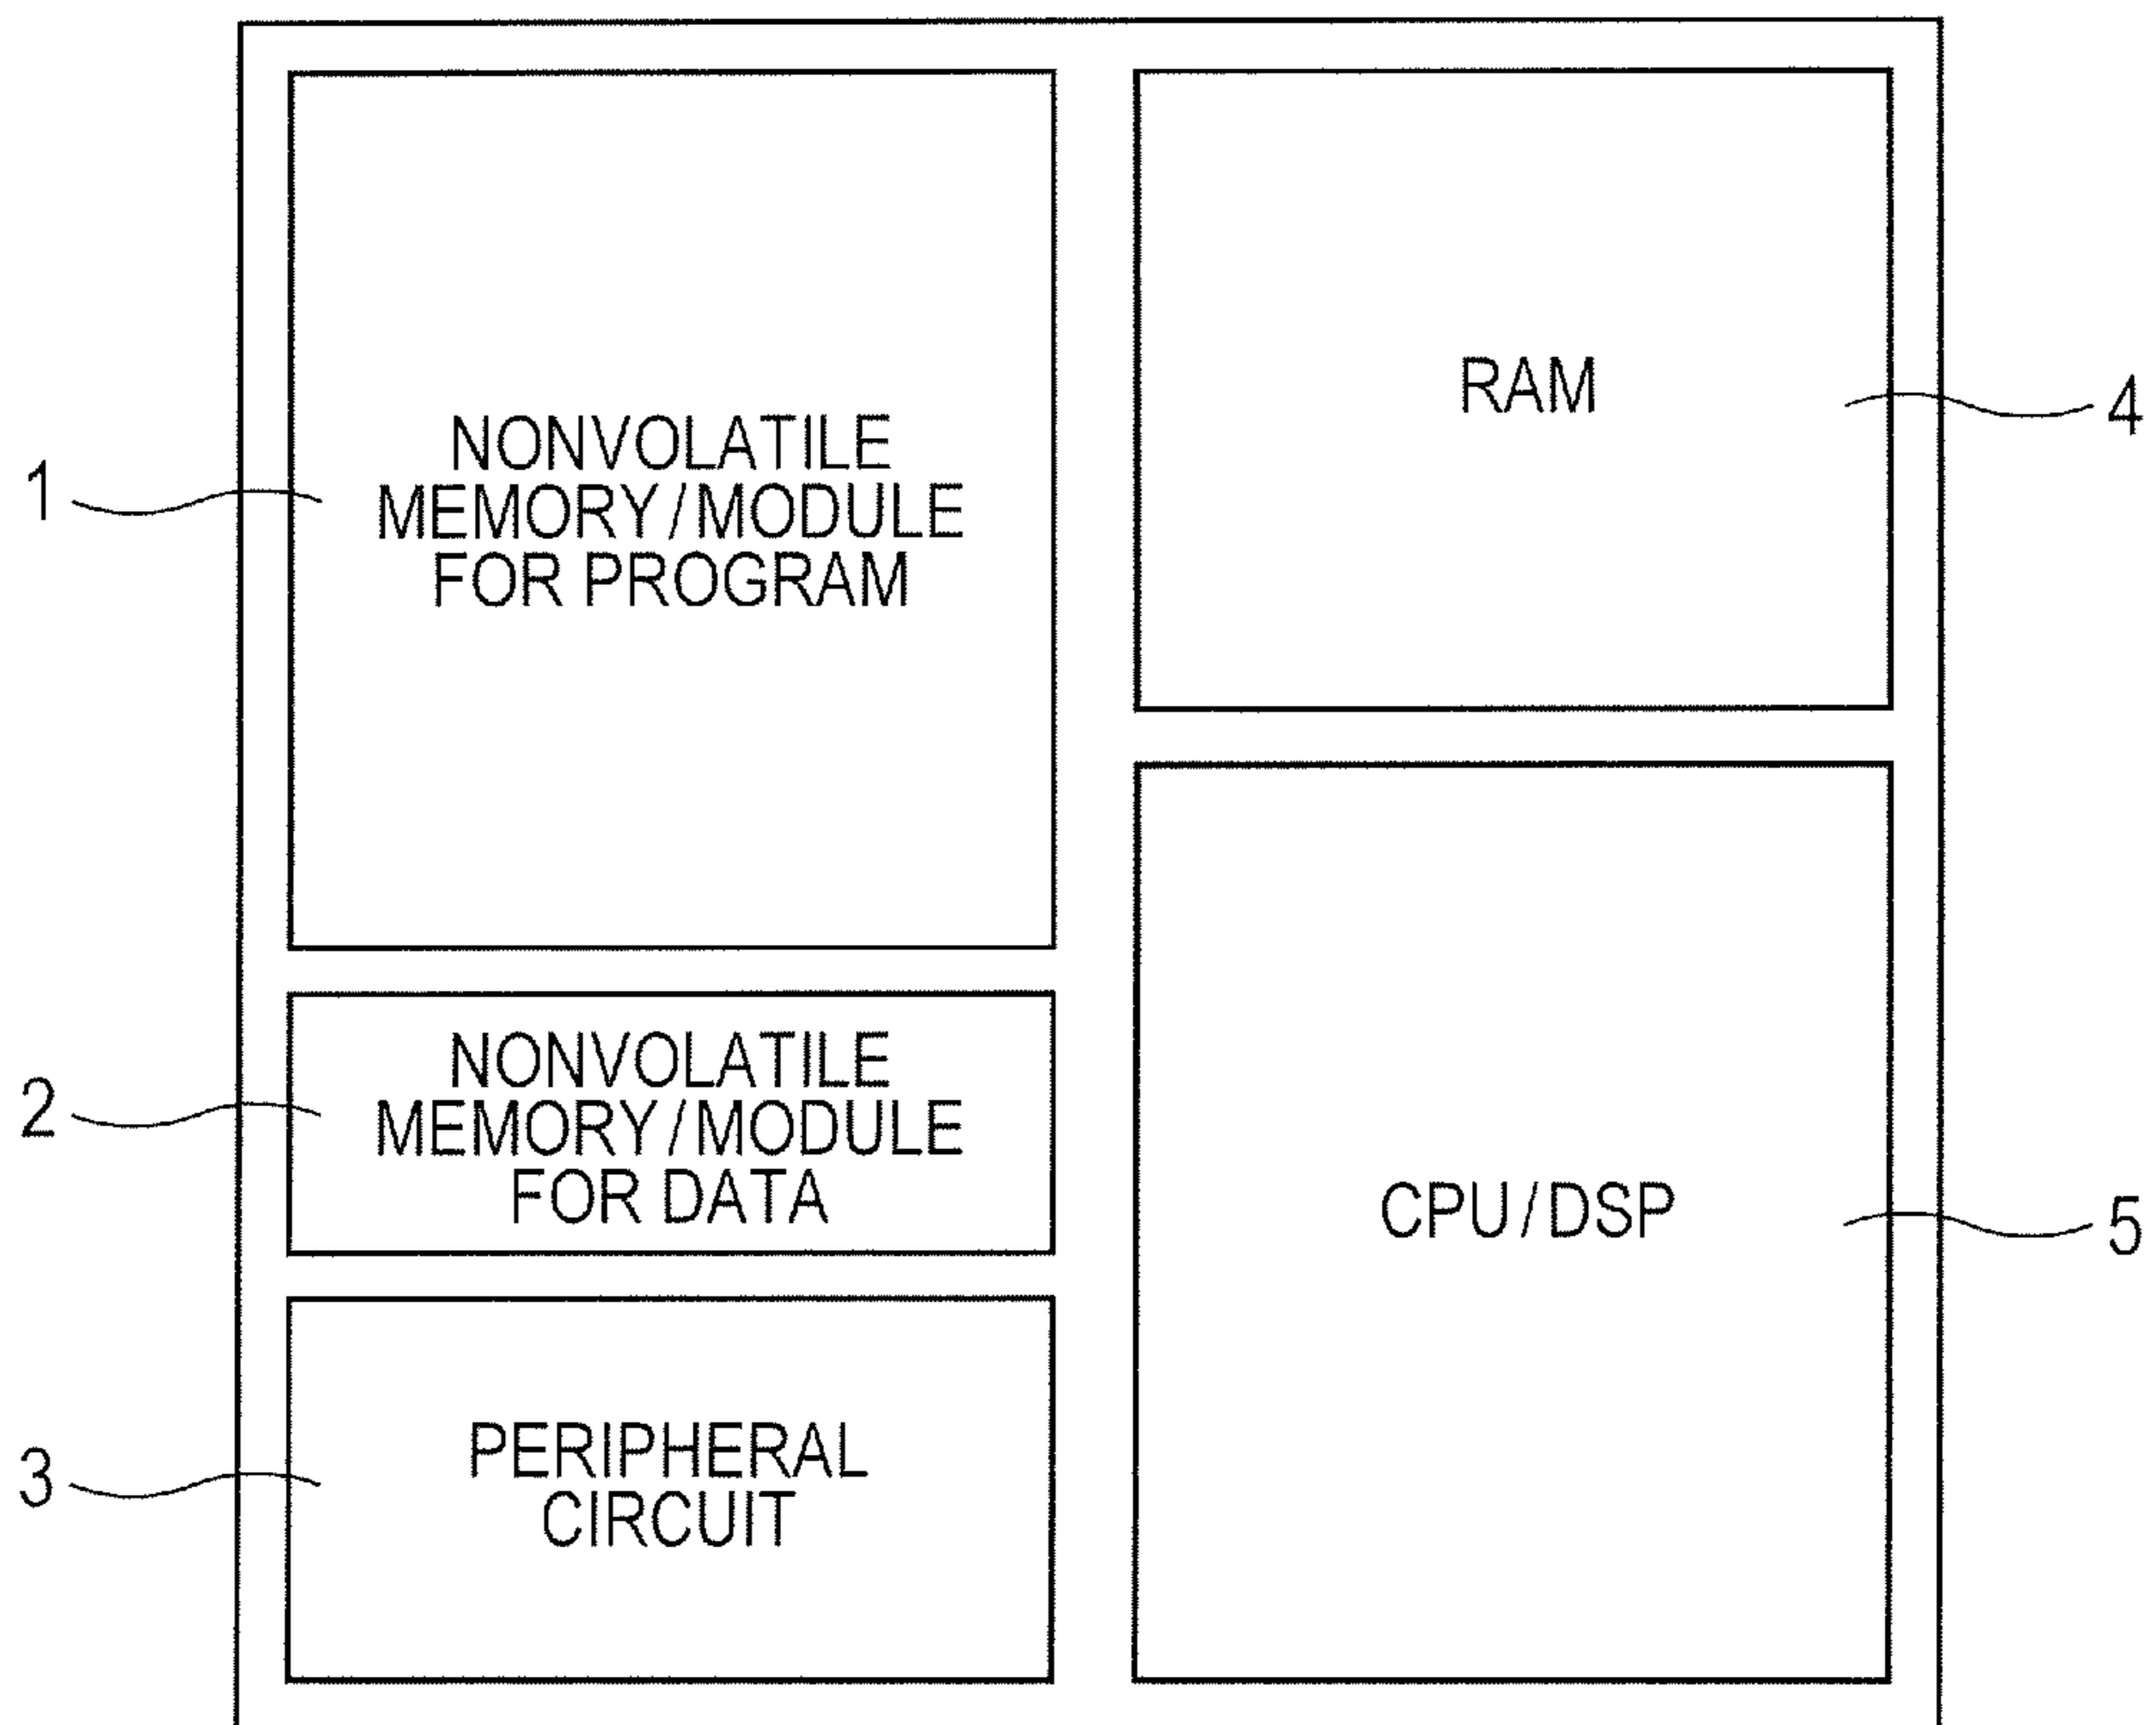 1
NONVOLATILE
MEMORY/MODULE
FOR PROGRAM
RAM
4
2
NONVOLATILE
MEMORY/MODULE
FOR DATA
CPU/DSP
5
3
PERIPHERAL
CIRCUIT